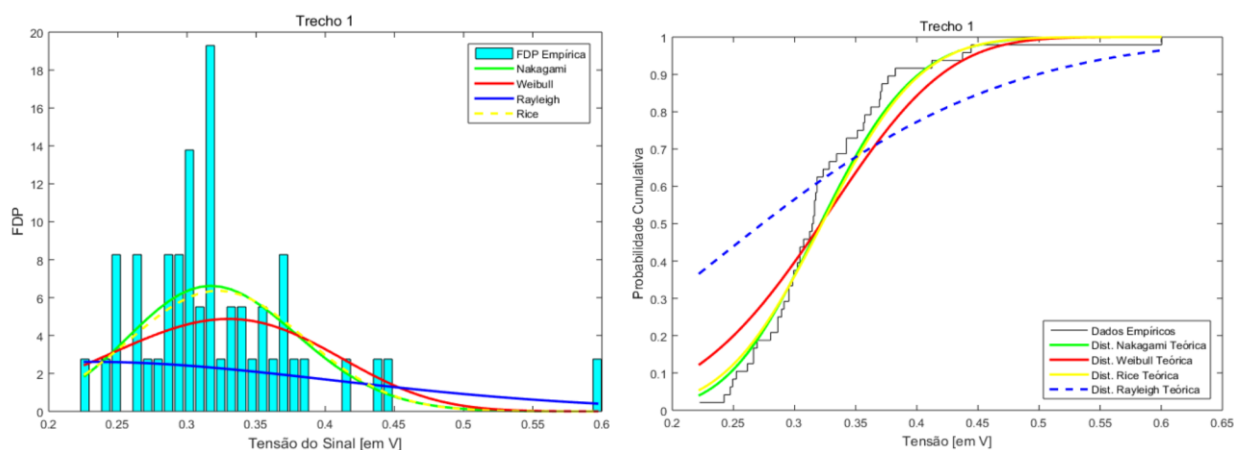 Trecho 1
20
18
16
14
12
10
8
6
4
2
0
FDP
0.2
0.25
0.3
0.35
0.4
0.45
0.5
0.55
0.6
Tensão do Sinal [em V]
FDP Empírica
Nakagami
Weibull
Rayleigh
Rice
Trecho 1
1
0.9
0.8
0.7
0.6
0.5
0.4
0.3
0.2
0.1
0
Probabilidade Cumulativa
0.2
0.25
0.3
0.35
0.4
0.45
0.5
0.55
0.6
0.65
Tensão [em V]
Dados Empíricos
Dist. Nakagami Teórica
Dist. Weibull Teórica
Dist. Rice Teórica
Dist. Rayleigh Teórica